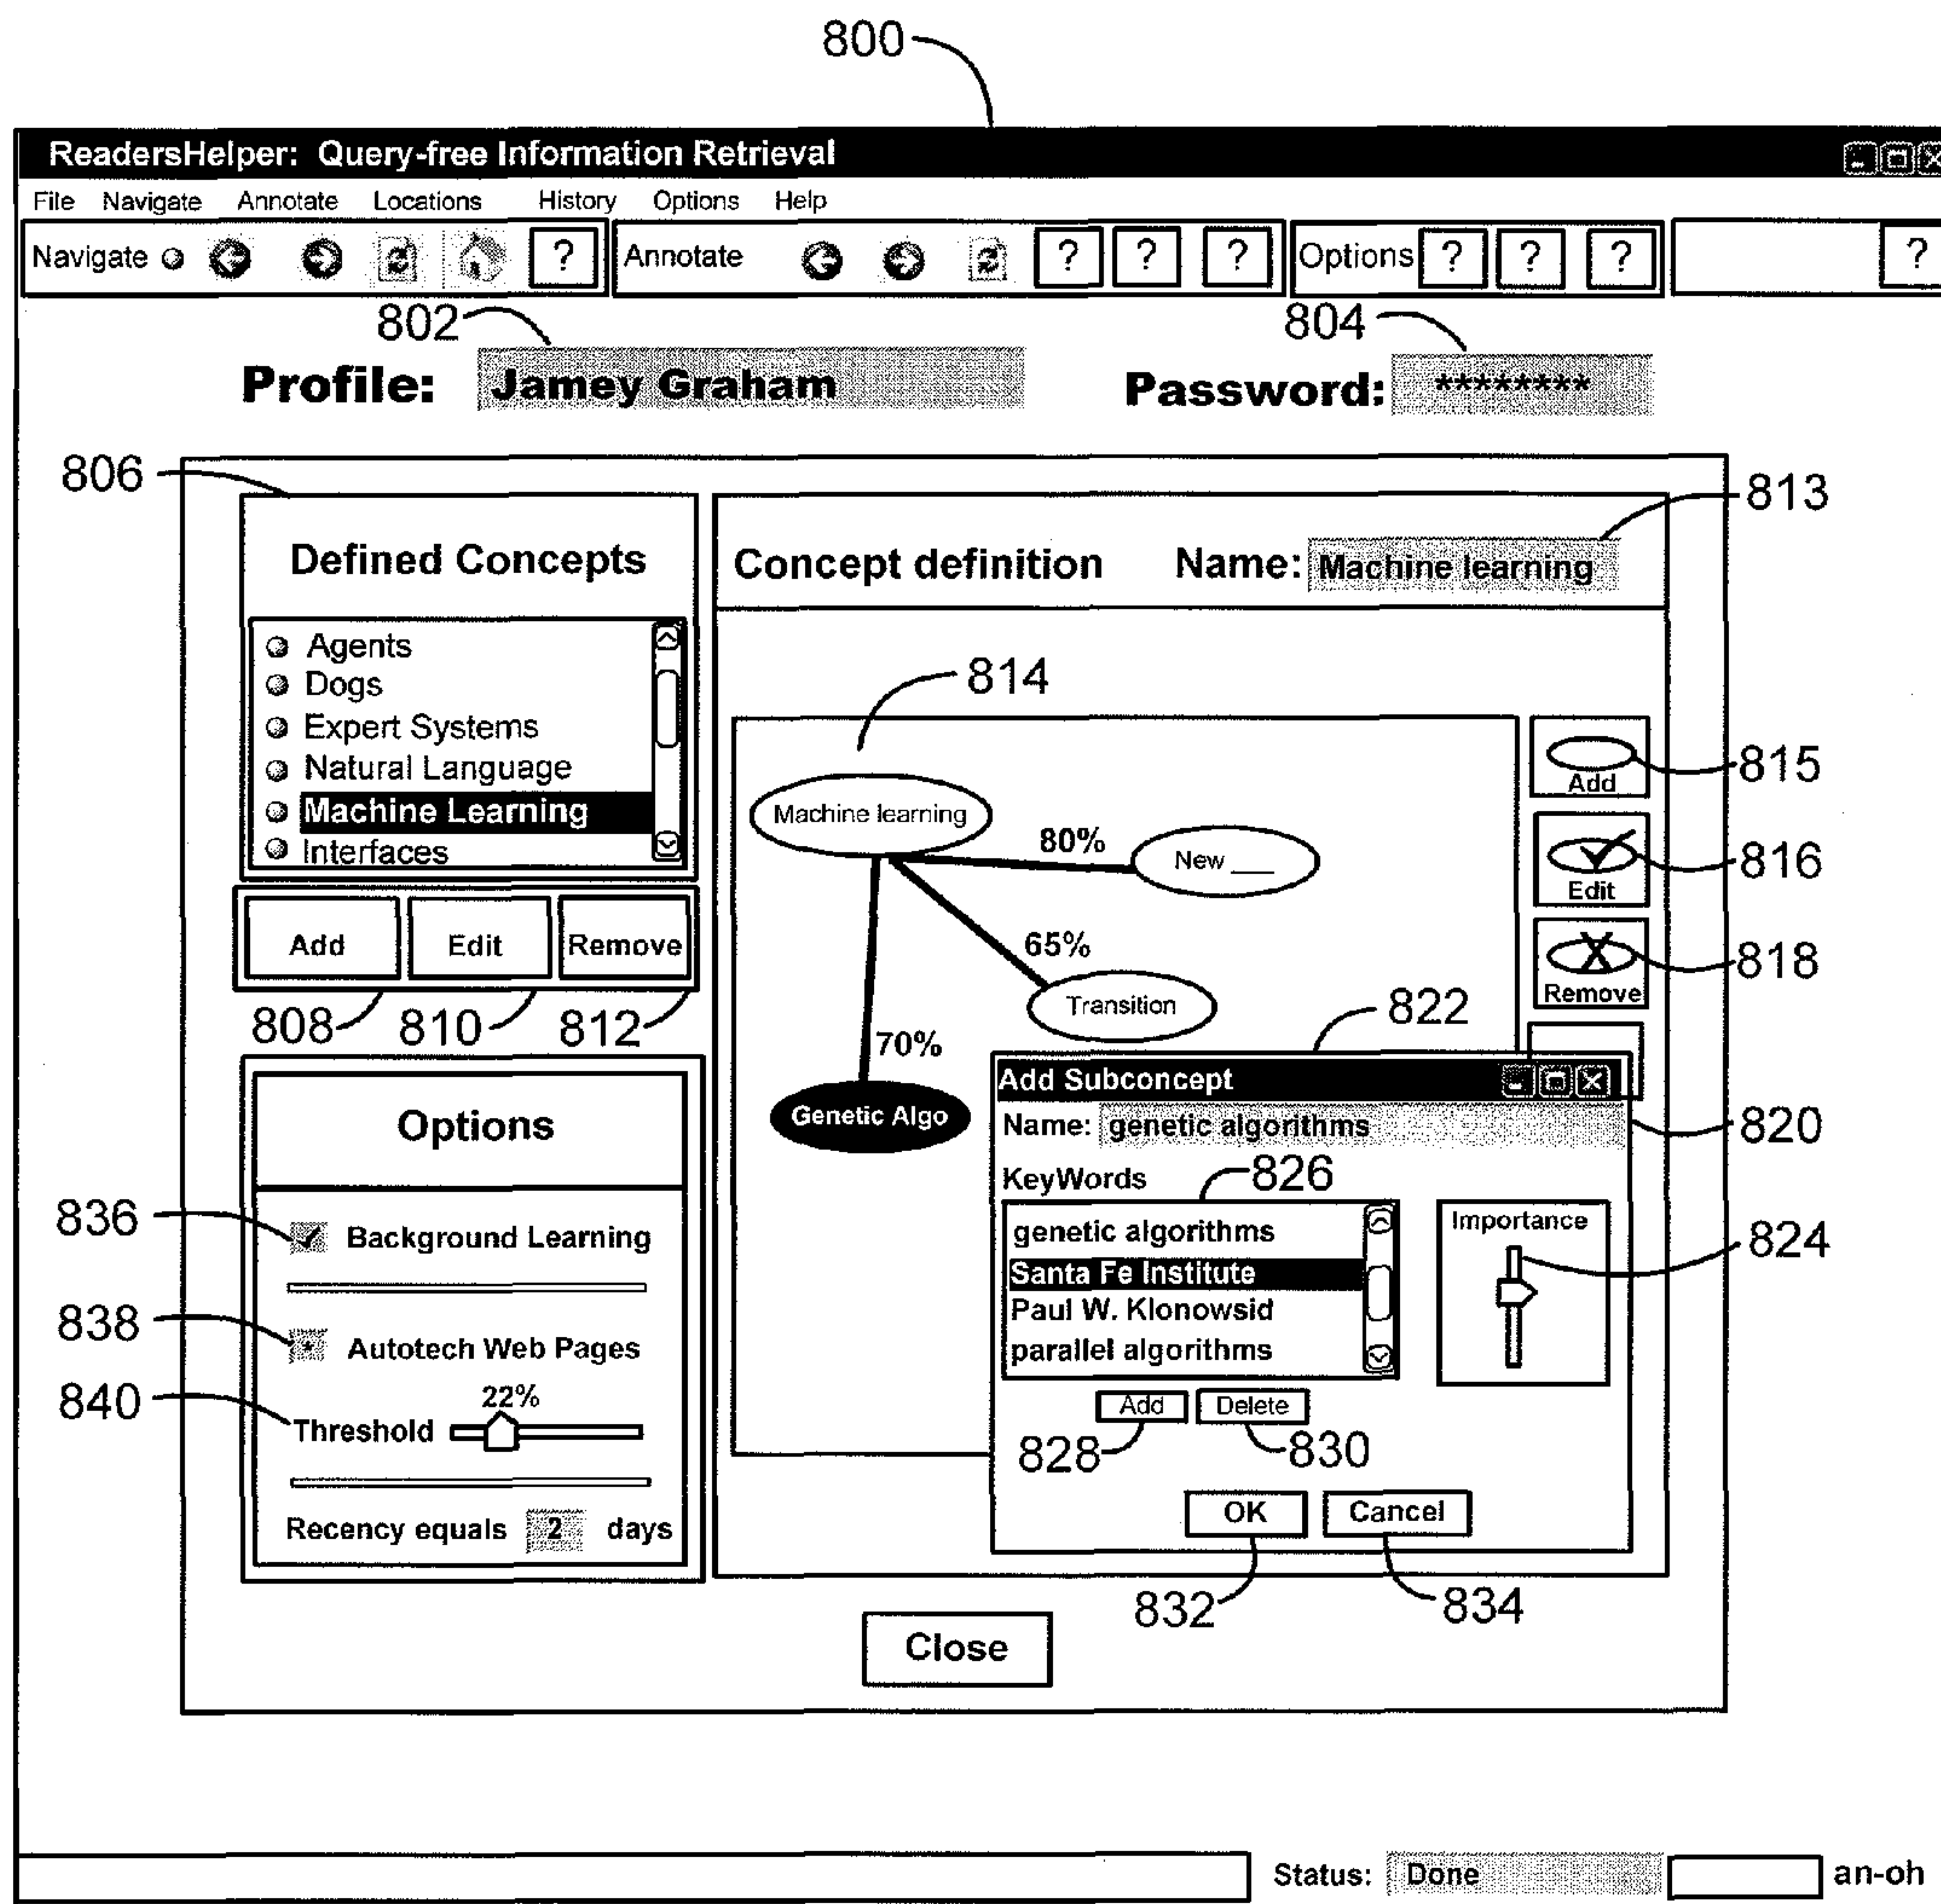 800
ReadersHelper: Query-free Information Retrieval
File Navigate Annotate Locations History Options Help
Navigate ? Annotate ? ? ? Options ? ? ? ?
802 804
Profile: Jamey Graham Password: ********
806
813
Defined Concepts
Concept definition Name: Machine learning
Agents
Dogs
Expert Systems
Natural Language
Machine Learning
Interfaces
814
Machine learning
80%
New ___
65%
Transition
70%
Genetic Algo
Add
815
Edit
816
Remove
818
Add Edit Remove
808 810 812
822
Add Subconcept
820
Name: genetic algorithms
KeyWords 826
genetic algorithms
Santa Fe Institute
Paul W. Klonowsid
parallel algorithms
Importance
824
Add Delete
828 830
OK Cancel
832 834
Options
836
Background Learning
838
Autotech Web Pages
840
22%
Threshold
Recency equals 2 days
Close
Status: Done an-oh